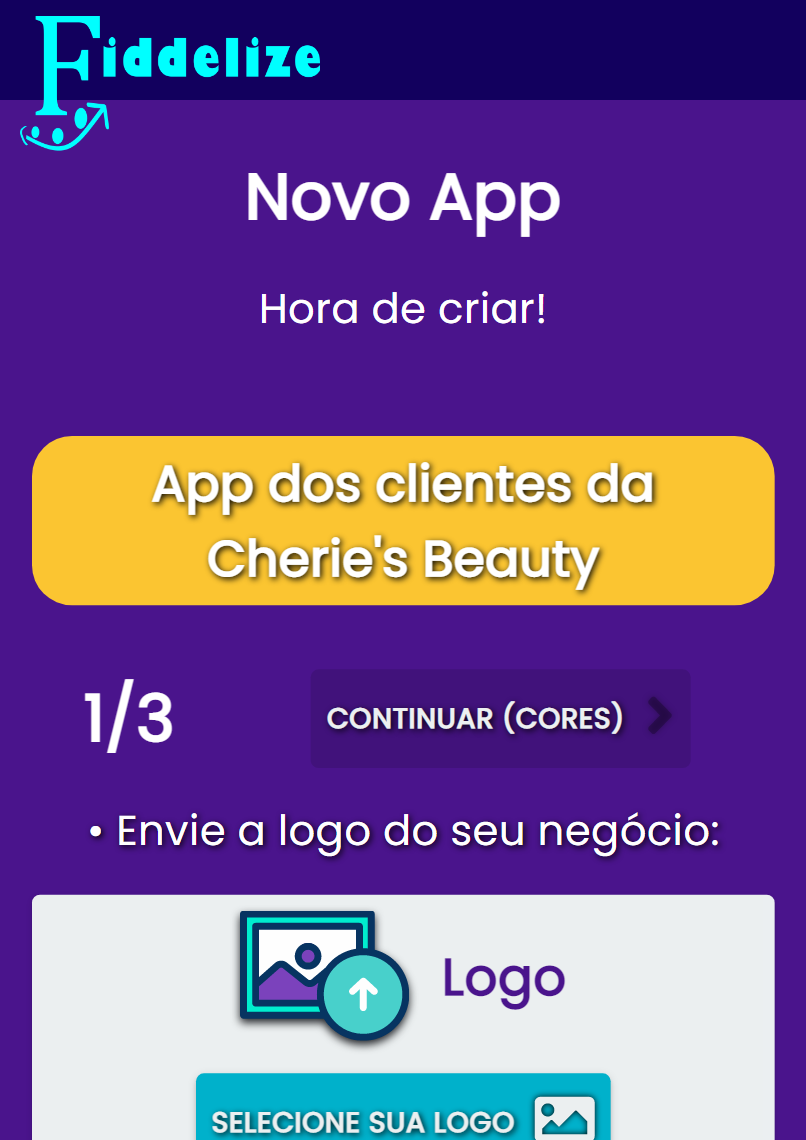 Fiddelize
Novo App
Hora de criar!
App dos clientes da
Cherie's Beauty
1/3
CONTINUAR (CORES)
• Envie a logo do seu negócio:
Logo
SELECIONE SUA LOGO